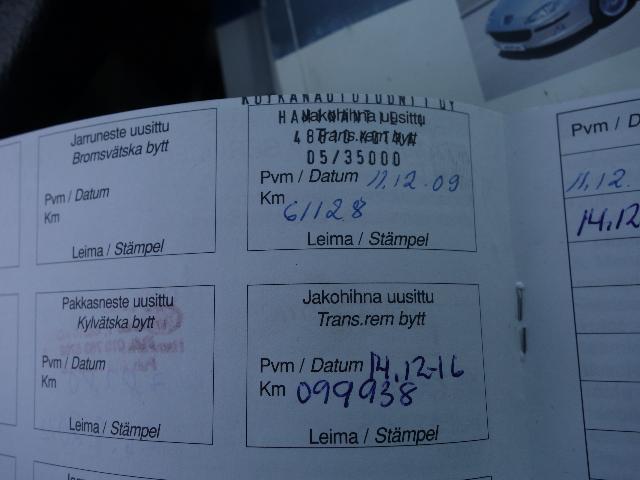 KOTKANAUTOTUONTI OY
Jarruneste uusittu
Bromsvätska bytt
Pvm / Datum
Km
Jakohihna uusittu
Trans.rem bytt
05/35000
Pvm / Datum 11.12.09
Km
61128
Leima / Stämpel
Leima / Stämpel
Pakkasneste uusittu
Kylvätska bytt
Pvm / Datum
Km
Leima / Stämpel
Jakohihna uusittu
Trans.rem bytt
Pvm / Datum 14.12-16
Km 099938
Leima / Stämpel
Pvm / D
11.12.
14.12